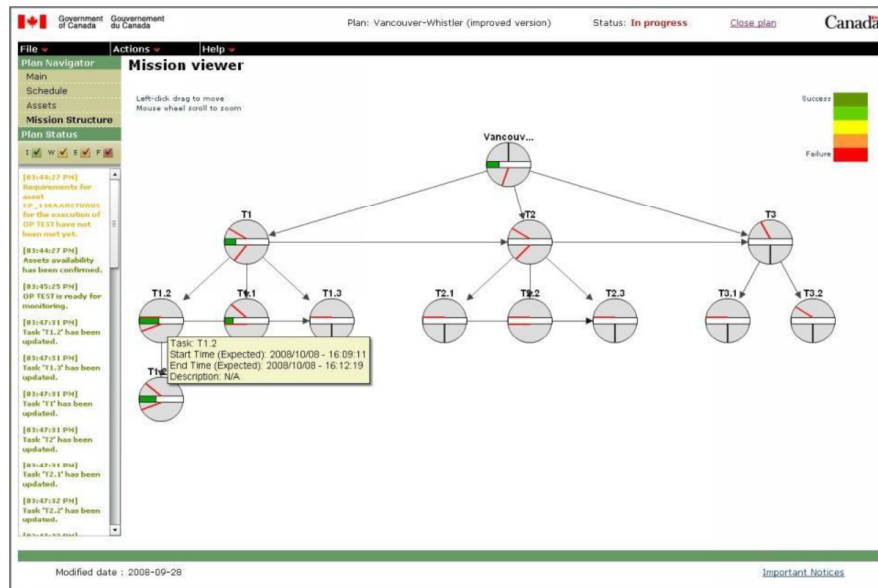 Government of Canada
Gouvernement du Canada
Plan: Vancouver-Whistler (improved version)
Status: In progress
Close plan
Canada
File
Actions
Help
Plan Navigator
Main
Schedule
Assets
Mission Structure
Plan Status
I W E F
Mission viewer
Left-click drag to move
Mouse wheel scroll to zoom
Success
Failure
Vancouv...
T1
T2
T3
T1.2
T1.3
T2.1
T2.3
T3.1
T3.2
Task: T1.2
Start Time (Expected): 2008/10/08 - 16:09:11
End Time (Expected): 2008/10/08 - 16:12:19
Description: N/A
[03:44:27 PM]
Requirements for
asset
for the execution of
OP TEST have not
been met yet.
[03:44:27 PM]
Assets availability
has been confirmed.
[03:45:25 PM]
OP TEST is ready for
monitoring.
[03:47:31 PM]
Task 'T1.2' has been
updated.
[03:47:31 PM]
Task 'T1.3' has been
updated.
[03:47:31 PM]
Task 'T1' has been
updated.
[03:47:31 PM]
Task 'T2' has been
updated.
[03:47:31 PM]
Task 'T2.1' has been
updated.
[03:47:32 PM]
Task 'T2.2' has been
updated.
Modified date : 2008-09-28
Important Notices